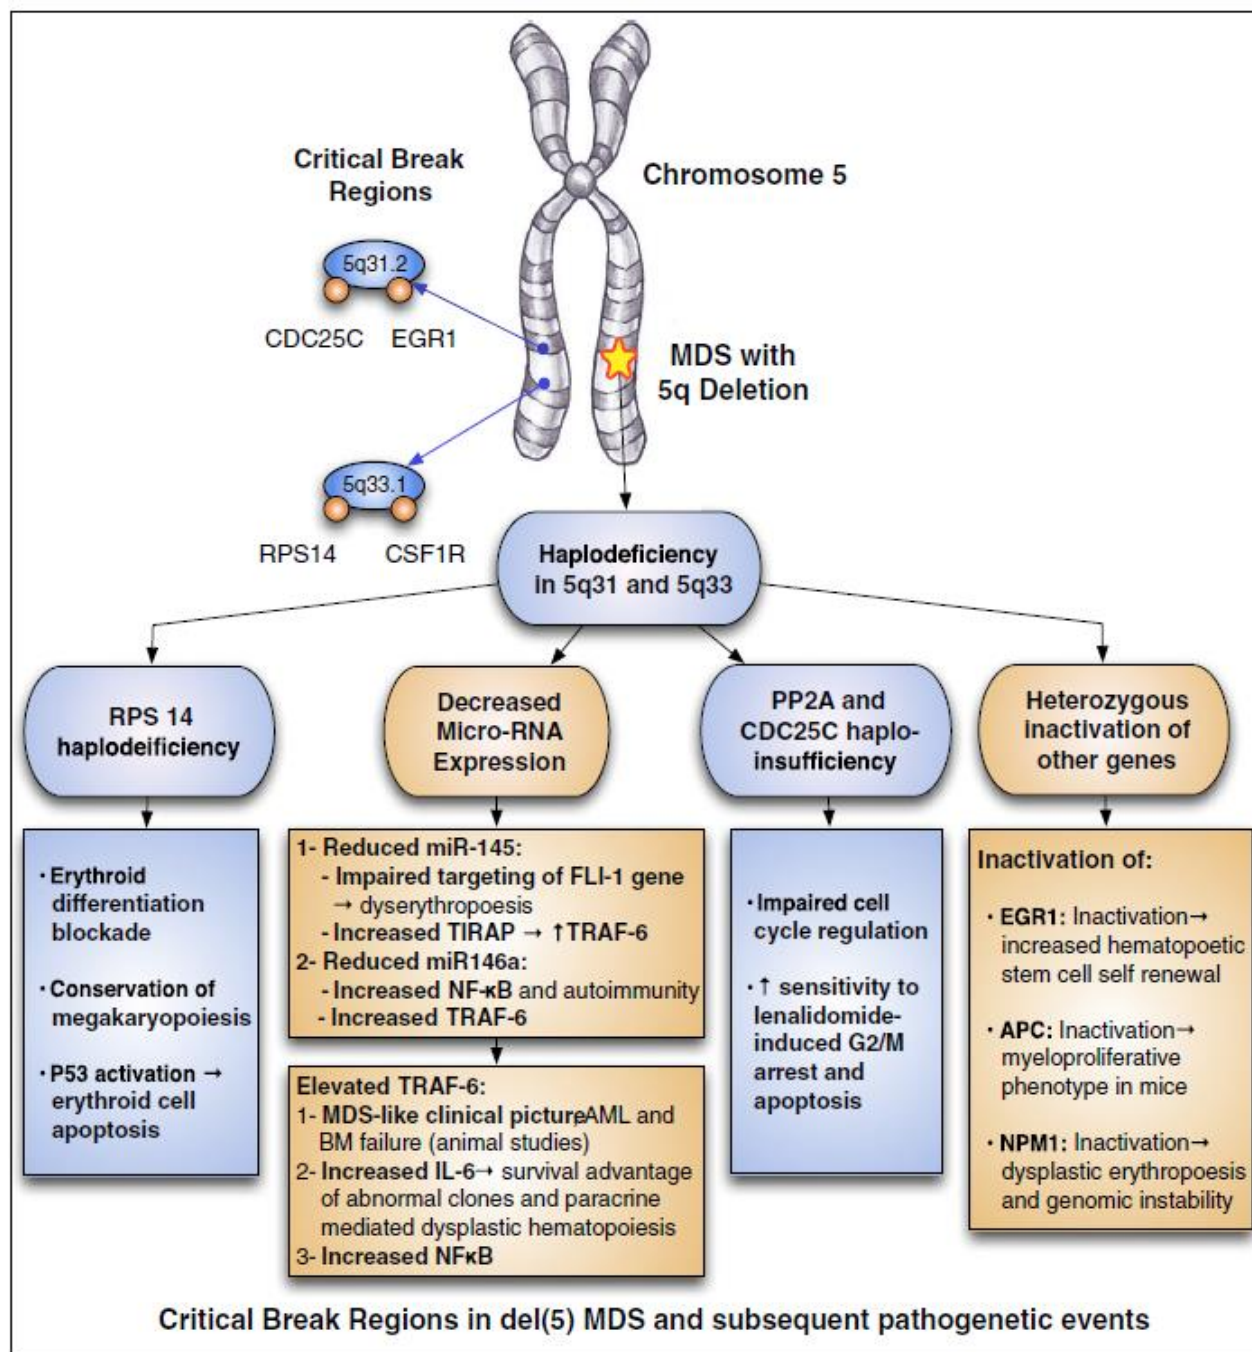 Critical Break
Regions
Chromosome 5
5q31.2
CDC25C EGR1
MDS with
5q Deletion
5q33.1
RPS14 CSF1R
Haplodeficiency
in 5q31 and 5q33
RPS 14
haplodeificiency
Decreased
Micro-RNA
Expression
PP2A and
CDC25C haplo-
insufficiency
Heterozygous
inactivation of
other genes
· Erythroid
differentiation
blockade
· Conservation of
megakaryopoiesis
· P53 activation →
erythroid cell
apoptosis
1- Reduced miR-145:
- Impaired targeting of FLI-1 gene
→ dyserythropoesis
- Increased TIRAP → ↑TRAF-6
2- Reduced miR146a:
- Increased NF-κB and autoimmunity
- Increased TRAF-6
Elevated TRAF-6:
1- MDS-like clinical picture, AML and
BM failure (animal studies)
2- Increased IL-6→ survival advantage
of abnormal clones and paracrine
mediated dysplastic hematopoiesis
3- Increased NFκB
· Impaired cell
cycle regulation
· ↑ sensitivity to
lenalidomide-
induced G2/M
arrest and
apoptosis
Inactivation of:
· EGR1: Inactivation→
increased hematopoetic
stem cell self renewal
· APC: Inactivation→
myeloproliferative
phenotype in mice
· NPM1: Inactivation→
dysplastic erythropoesis
and genomic instability
Critical Break Regions in del(5) MDS and subsequent pathogenetic events